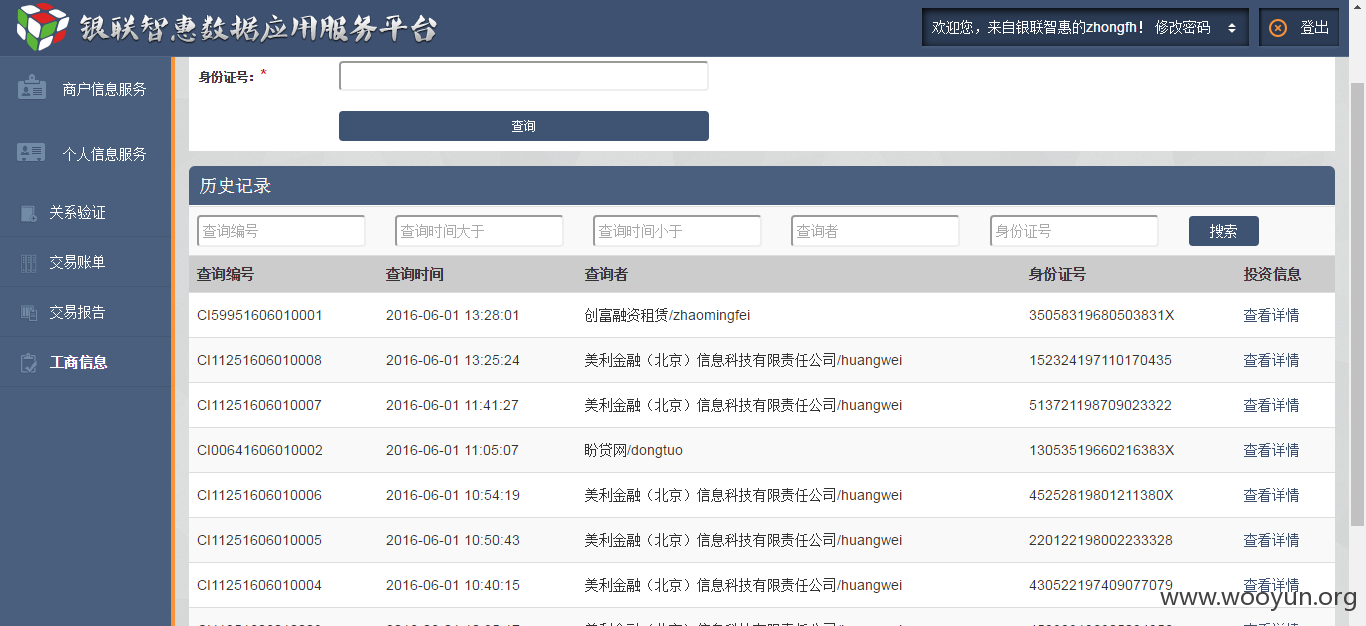 银联智惠数据应用服务平台
欢迎您，来自银联智惠的zhongfh！ 修改密码 登出
商户信息服务
个人信息服务
关系验证
交易账单
交易报告
工商信息
身份证号：*
查询
历史记录
查询编号 查询时间大于 查询时间小于 查询者 身份证号 搜索
查询编号 查询时间 查询者 身份证号 投资信息
CI59951606010001 2016-06-01 13:28:01 创富融资租赁/zhaomingfei 35058319680503831X 查看详情
CI11251606010008 2016-06-01 13:25:24 美利金融（北京）信息科技有限责任公司/huangwei 152324197110170435 查看详情
CI11251606010007 2016-06-01 11:41:27 美利金融（北京）信息科技有限责任公司/huangwei 513721198709023322 查看详情
CI00641606010002 2016-06-01 11:05:07 盼贷网/dongtuo 13053519660216383X 查看详情
CI11251606010006 2016-06-01 10:54:19 美利金融（北京）信息科技有限责任公司/huangwei 45252819801211380X 查看详情
CI11251606010005 2016-06-01 10:50:43 美利金融（北京）信息科技有限责任公司/huangwei 220122198002233328 查看详情
CI11251606010004 2016-06-01 10:40:15 美利金融（北京）信息科技有限责任公司/huangwei 430522197409077079 查看详情
www.wooyun.org